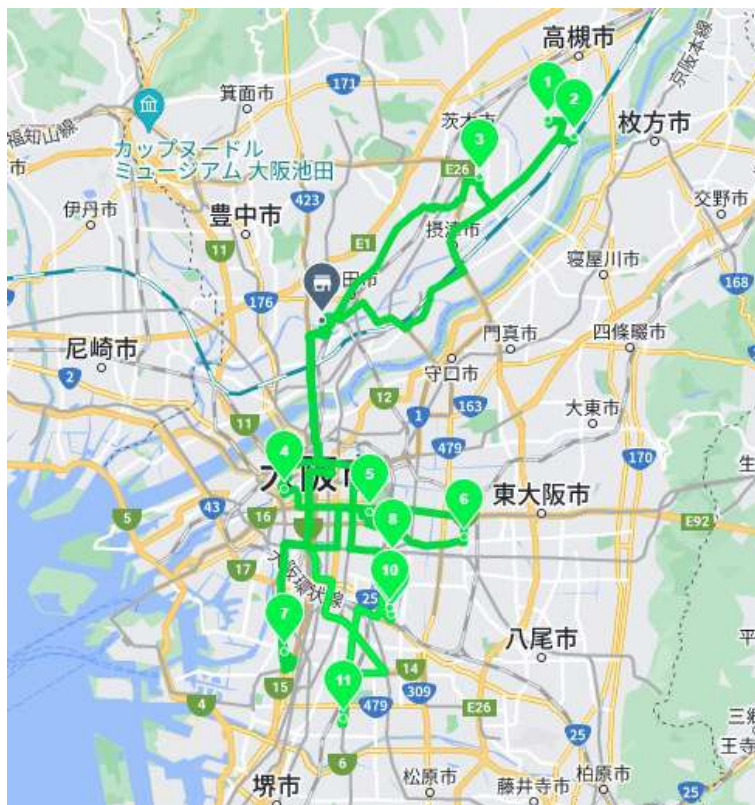 高槻市
京阪本線
1
2
171
箕面市
茨木市
枚方市
福知山線
カップヌードル
ミュージアム 大阪池田
3
E26
市
423
交野市
伊丹市
豊中市
摂津市
11
E1
寝屋川市
168
田市
176
門真市
四條畷市
尼崎市
守口市
2
12
163
大東市
11
1
479
170
4
大阪
5
6
43
東大阪市
5
16
8
E92
大阪環状線
17
10
25
7
八尾市
14
11
15
309
4
479
E26
25
6
堺市
松原市
藤井寺市
柏原市
王寺
25